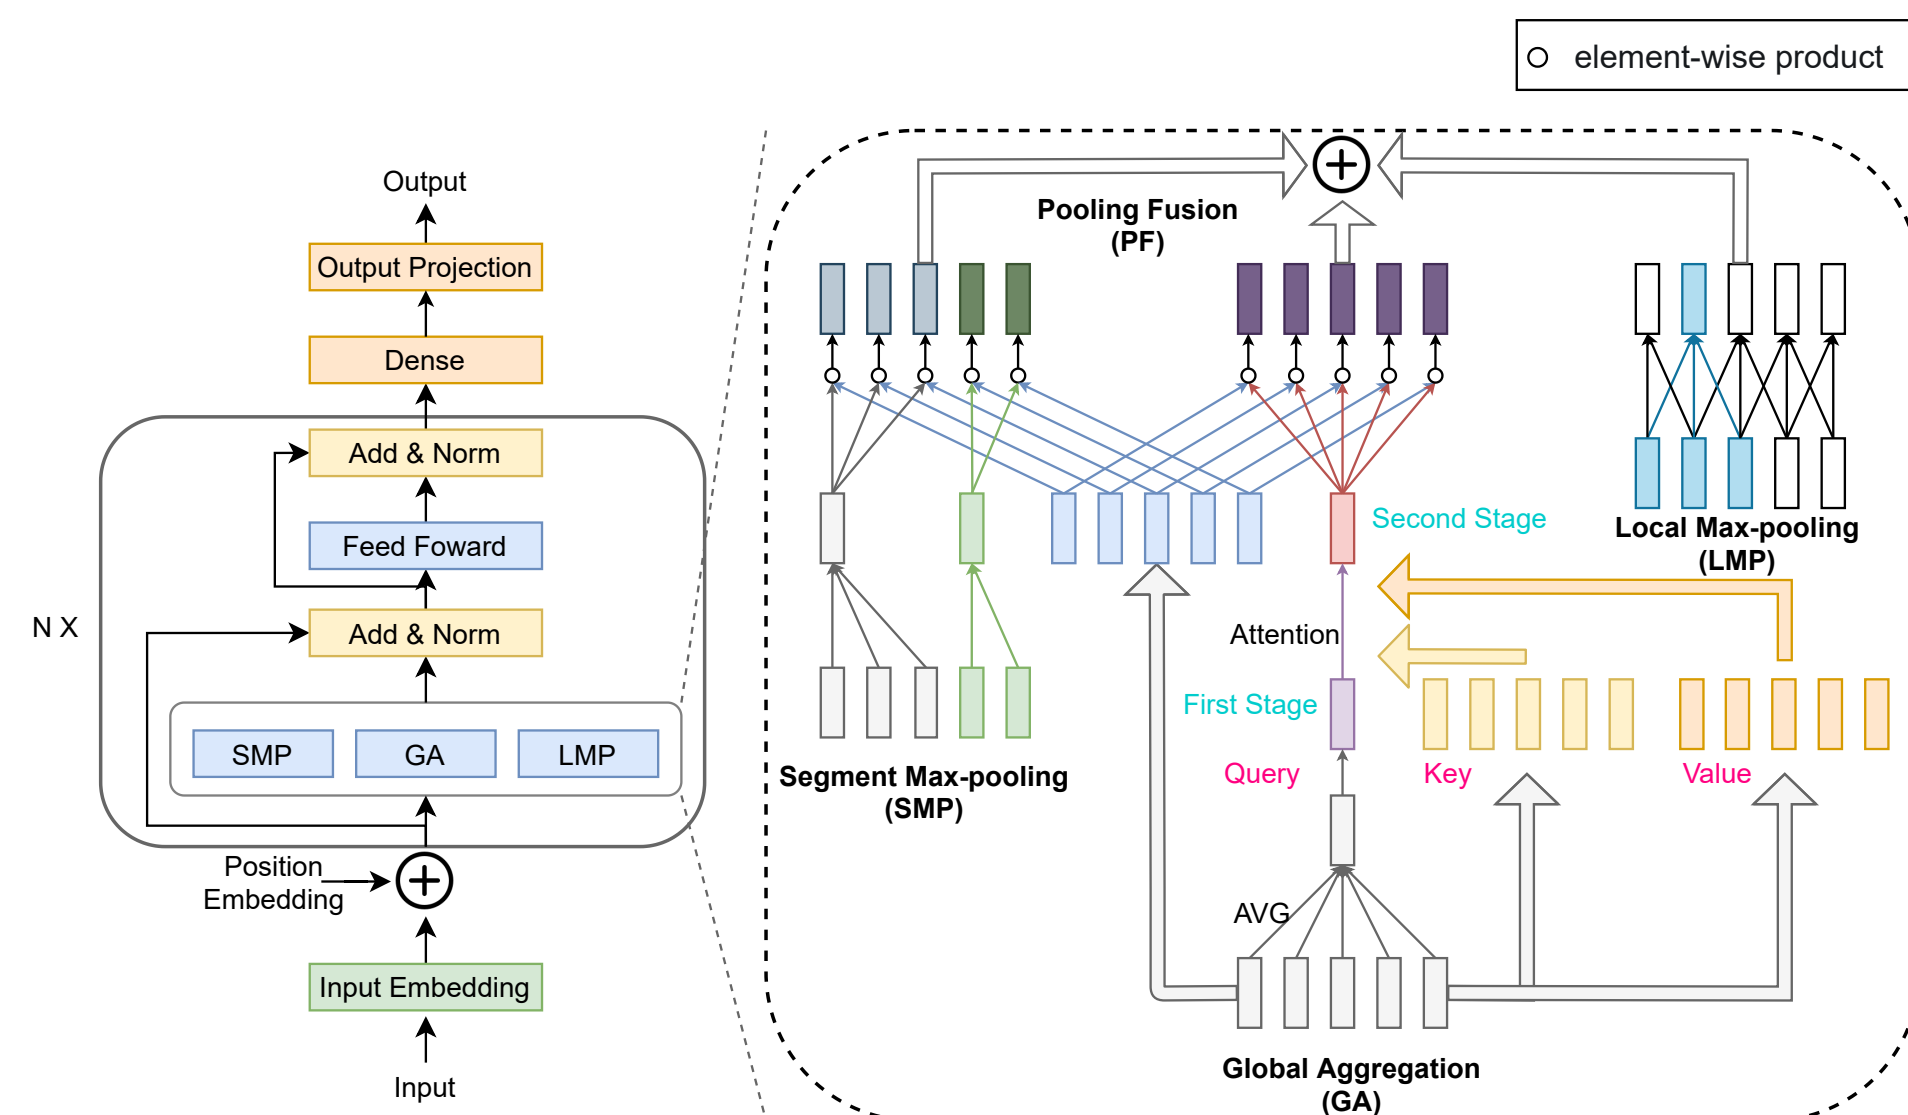 element-wise product
Output
Output Projection
Dense
Add & Norm
Feed Foward
Add & Norm
N X
SMP
GA
LMP
Position
Embedding
Input Embedding
Input
Pooling Fusion
(PF)
Second Stage
Local Max-pooling
(LMP)
Attention
First Stage
Segment Max-pooling
(SMP)
Query
Key
Value
AVG
Global Aggregation
(GA)